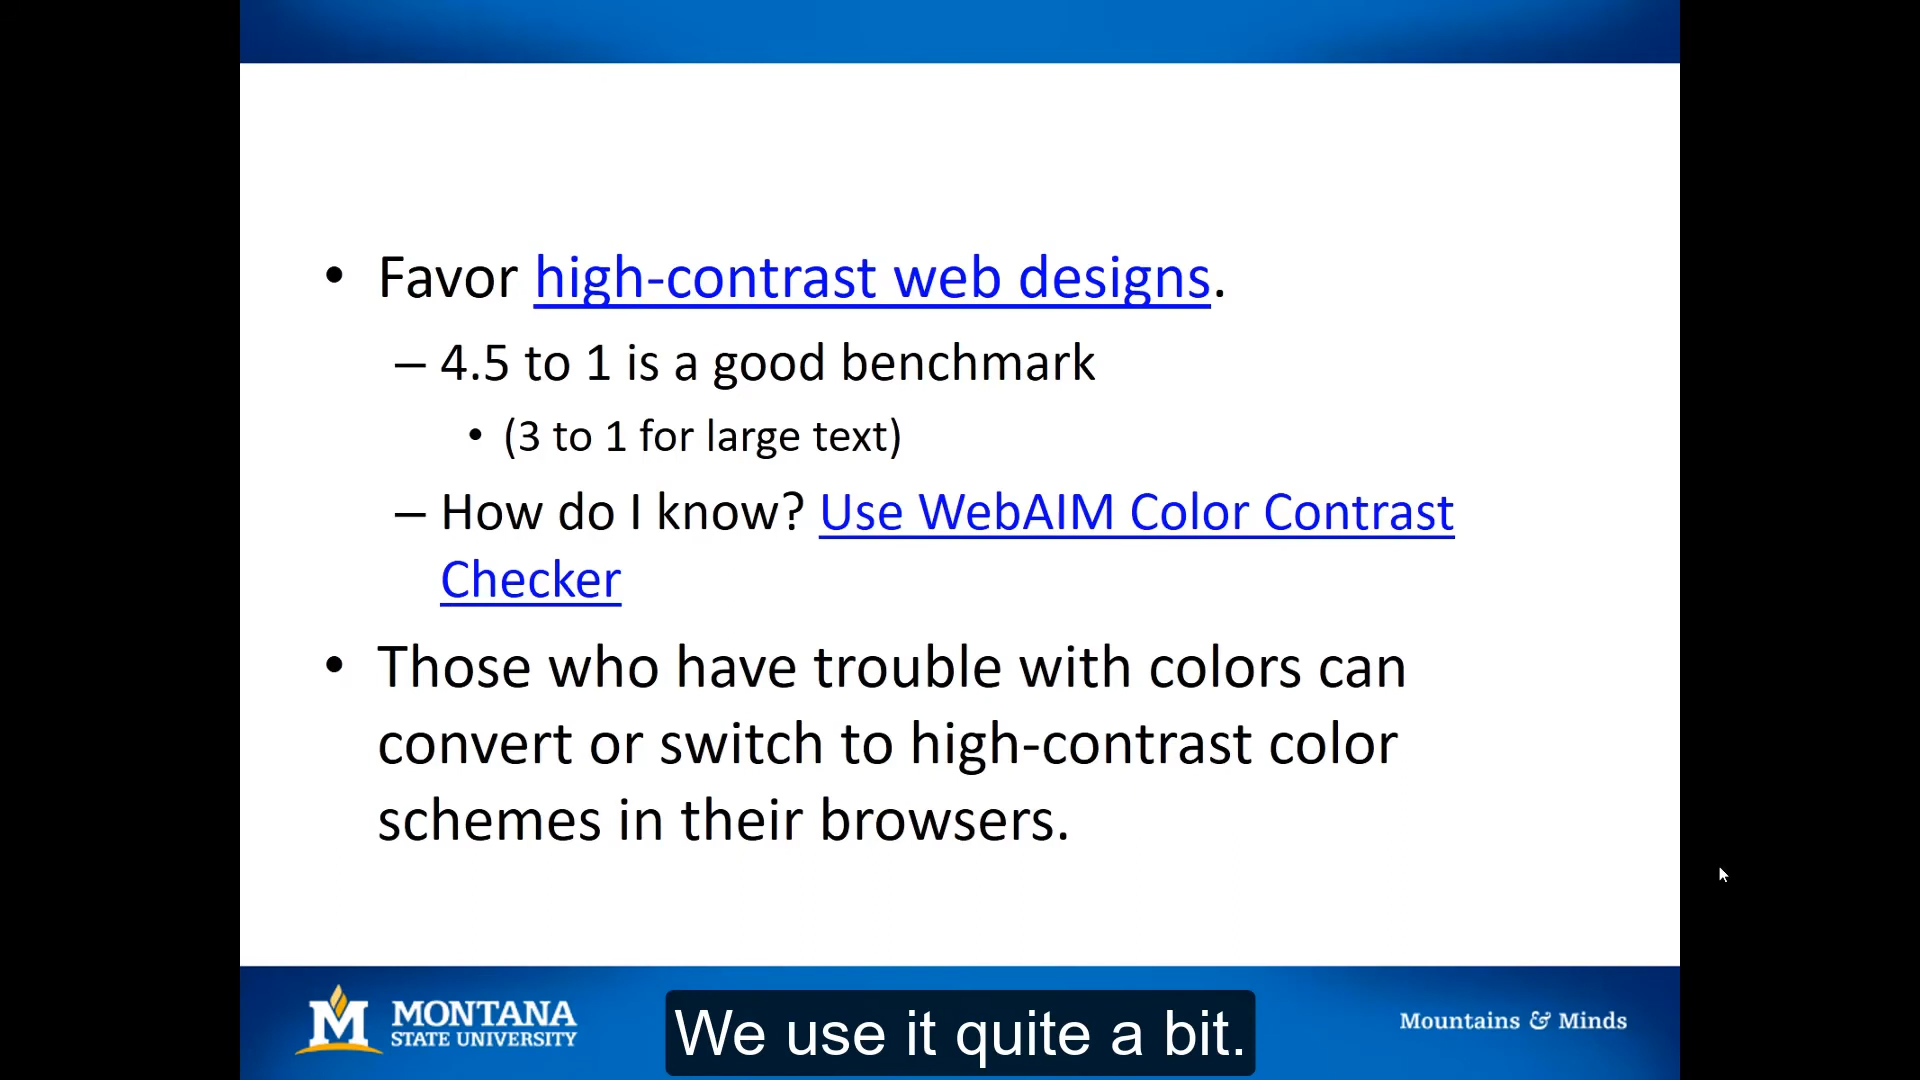 • Favor high-contrast web designs.
– 4.5 to 1 is a good benchmark
• (3 to 1 for large text)
– How do I know? Use WebAIM Color Contrast
Checker
• Those who have trouble with colors can
convert or switch to high-contrast color
schemes in their browsers.
M MONTANA
STATE UNIVERSITY
We use it quite a bit.
Mountains & Minds